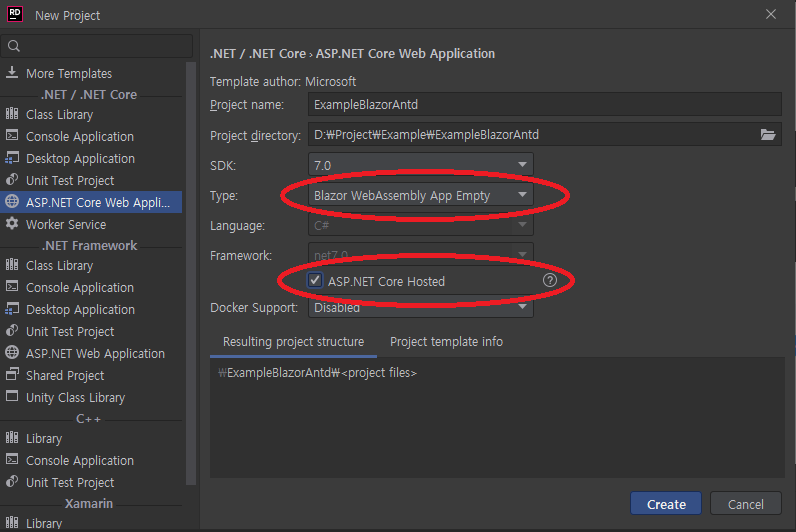 RD New Project
More Templates
.NET / .NET Core
Class Library
Console Application
Desktop Application
Unit Test Project
ASP.NET Core Web Appli...
Worker Service
.NET Framework
Class Library
Console Application
Desktop Application
Unit Test Project
ASP.NET Web Application
Shared Project
Unity Class Library
C++
Library
Console Application
Unit Test Project
Xamarin
Library
.NET / .NET Core › ASP.NET Core Web Application
Template author: Microsoft
Project name: ExampleBlazorAntd
Project directory: D:₩Project₩Example₩ExampleBlazorAntd
SDK: 7.0
Type: Blazor WebAssembly App Empty
Language: C#
Framework: net7.0
ASP.NET Core Hosted ?
Docker Support: Disabled
Resulting project structure Project template info
₩ExampleBlazorAntd₩<project files>
Create Cancel